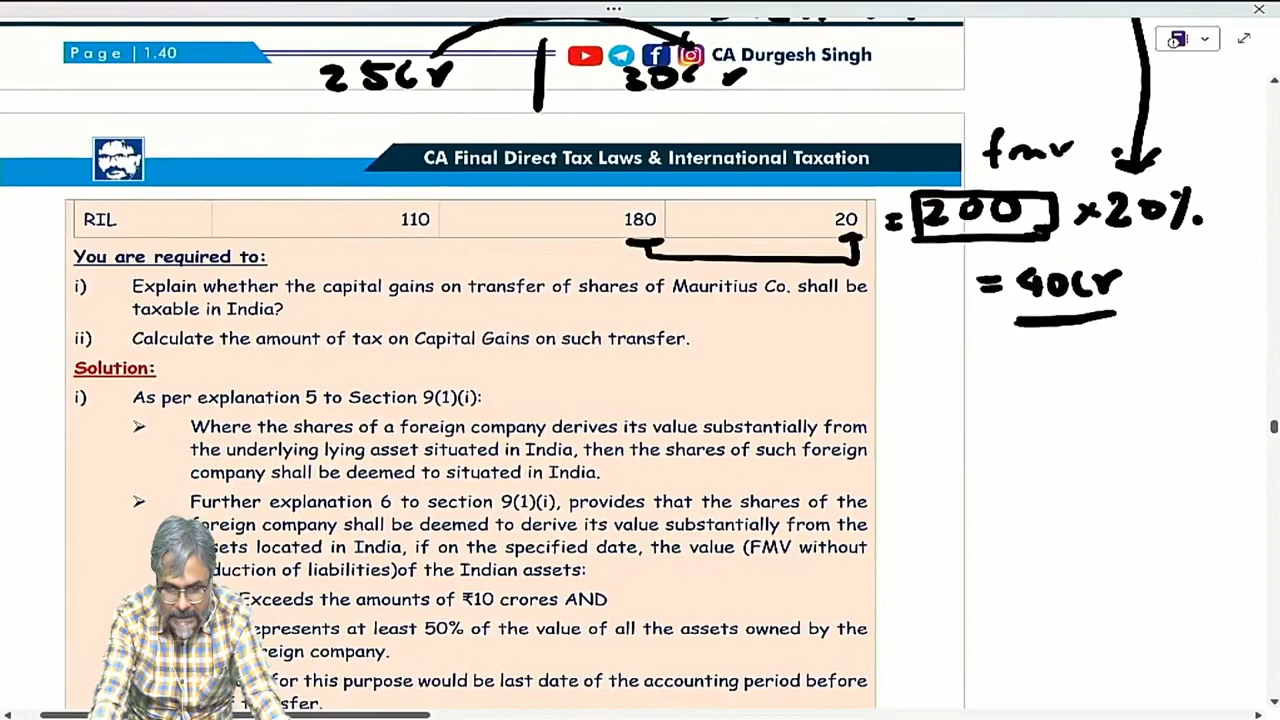 Page | 1.40
CA Durgesh Singh
25Cr 30Cr
CA Final Direct Tax Laws & International Taxation
fmv
RIL 110 180 20 = 200 × 20%
= 40Cr
You are required to:
i) Explain whether the capital gains on transfer of shares of Mauritius Co. shall be
taxable in India?
ii) Calculate the amount of tax on Capital Gains on such transfer.
Solution:
i) As per explanation 5 to Section 9(1)(i):
➢ Where the shares of a foreign company derives its value substantially from
the underlying lying asset situated in India, then the shares of such foreign
company shall be deemed to situated in India.
➢ Further explanation 6 to section 9(1)(i), provides that the shares of the
foreign company shall be deemed to derive its value substantially from the
assets located in India, if on the specified date, the value (FMV without
duction of liabilities)of the Indian assets:
Exceeds the amounts of ₹10 crores AND
epresents at least 50% of the value of all the assets owned by the
reign company.
for this purpose would be last date of the accounting period before
sfer.